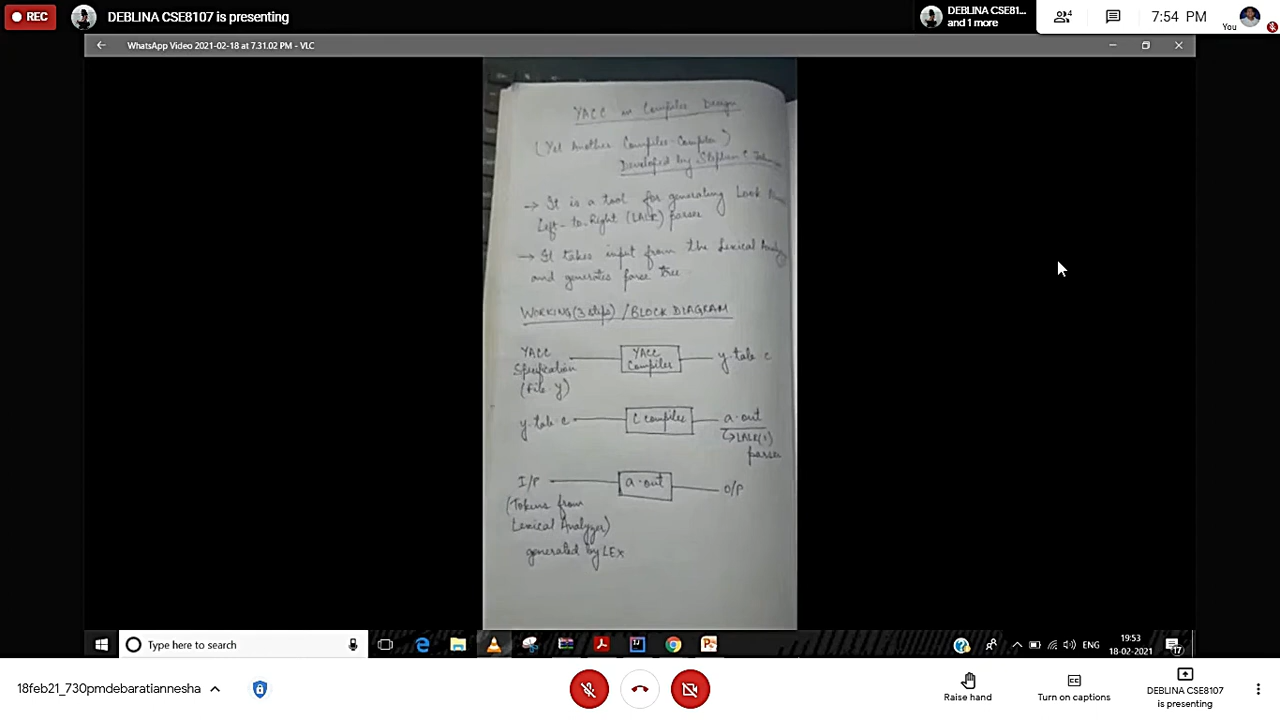 REC
DEBLINA CSE8107 is presenting
DEBLINA CSE81...
and 1 more
4
7:54 PM
You
WhatsApp Video 2021-02-18 at 7.31.02 PM - VLC
YACC in Compiler Design
(Yet Another Compiler-Compiler)
Developed by Stephen C
→ It is a tool for generating Look
Left-to-Right (LALR) parser
→ It takes input from the Lexical
and generates parse tree
WORKING (3 steps) / BLOCK DIAGRAM
YACC Specification (File Y)
YACC Compiler
y.tab c
y.tab c
C compiler
a.out
↳ LALR(1) parser
I/P
a.out
O/P
(Tokens from
Lexical Analyzer)
generated by LEX
Type here to search
ENG
19:53
18-02-2021
17
18feb21_730pmdebaratiannesha
Raise hand
Turn on captions
DEBLINA CSE8107
is presenting